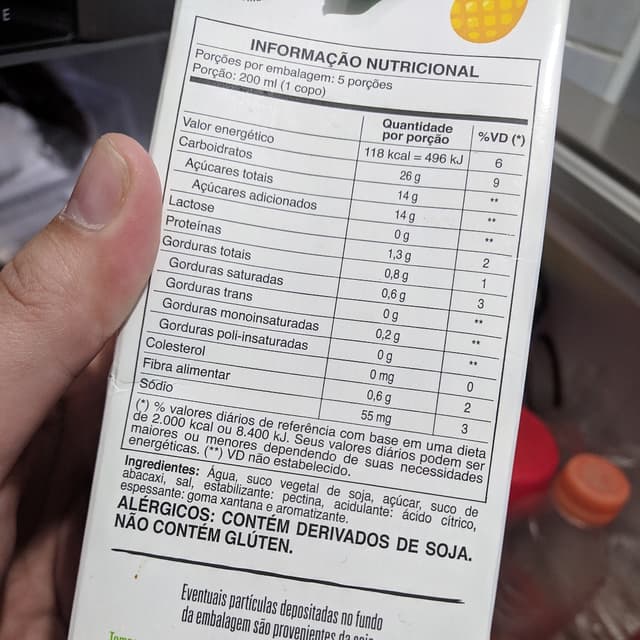 E
INFORMAÇÃO NUTRICIONAL
Porções por embalagem: 5 porções
Porção: 200 ml (1 copo)
Quantidade por porção %VD (*)
Valor energético 118 kcal = 496 kJ 6
Carboidratos 26 g 9
Açúcares totais 14 g **
Açúcares adicionados 14 g **
Lactose 0 g **
Proteínas 1,3 g 2
Gorduras totais 0,8 g 1
Gorduras saturadas 0,6 g 3
Gorduras trans 0 g **
Gorduras monoinsaturadas 0,2 g **
Gorduras poli-insaturadas 0 g **
Colesterol 0 mg 0
Fibra alimentar 0,6 g 2
Sódio 55 mg 3
(*) % valores diários de referência com base em uma dieta
de 2.000 kcal ou 8.400 kJ. Seus valores diários podem ser
maiores ou menores dependendo de suas necessidades
energéticas. (**) VD não estabelecido.
Ingredientes: Água, suco vegetal de soja, açúcar, suco de
abacaxi, sal, estabilizante: pectina, acidulante: ácido cítrico,
espessante: goma xantana e aromatizante.
ALÉRGICOS: CONTÉM DERIVADOS DE SOJA.
NÃO CONTÉM GLÚTEN.
Eventuais partículas depositadas no fundo
da embalagem são provenientes da